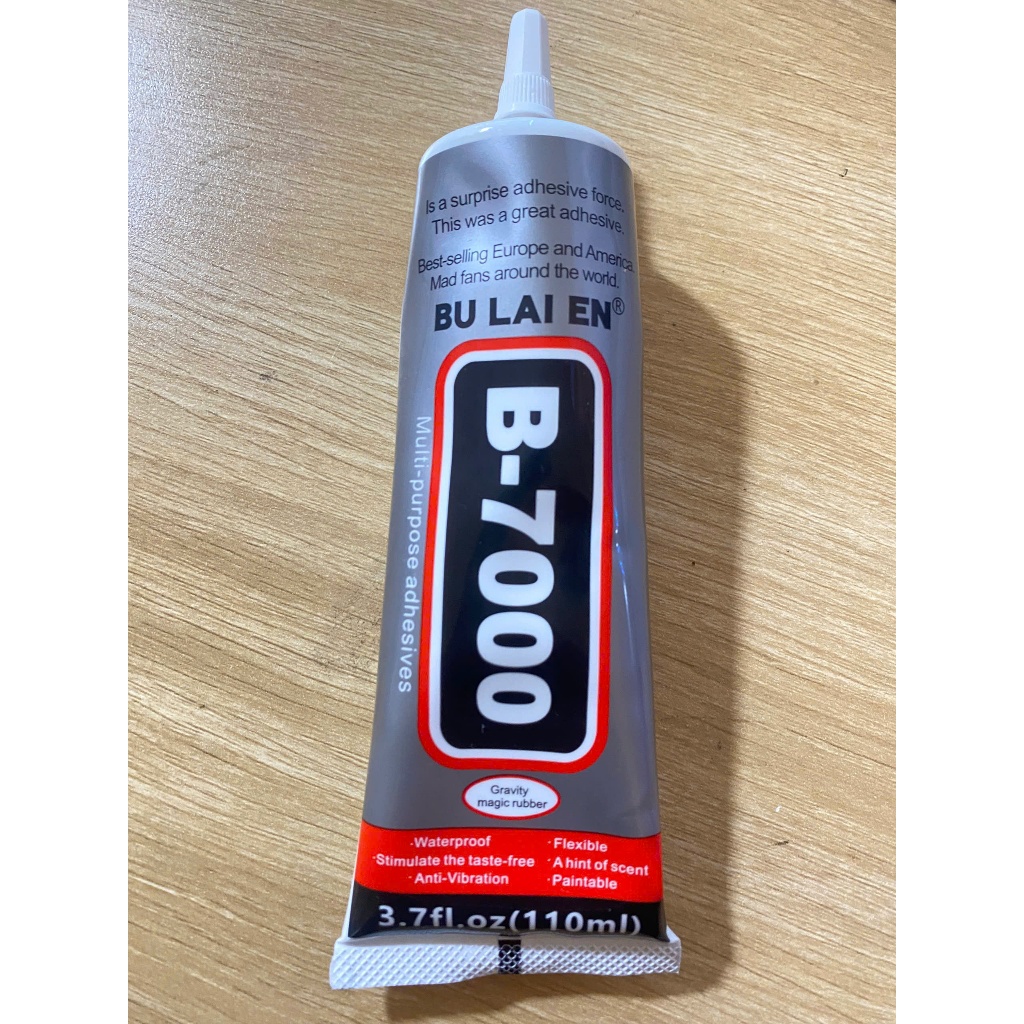 Is a surprise adhesive force.
This was a great adhesive.
Best-selling Europe and America
Mad fans around the world.
BU LAI EN®
B-7000
Multi-purpose adhesives
Gravity
magic rubber
·Waterproof
·Stimulate the taste-free
·Anti-Vibration
·Flexible
·A hint of scent
·Paintable
3.7fl.oz(110ml)